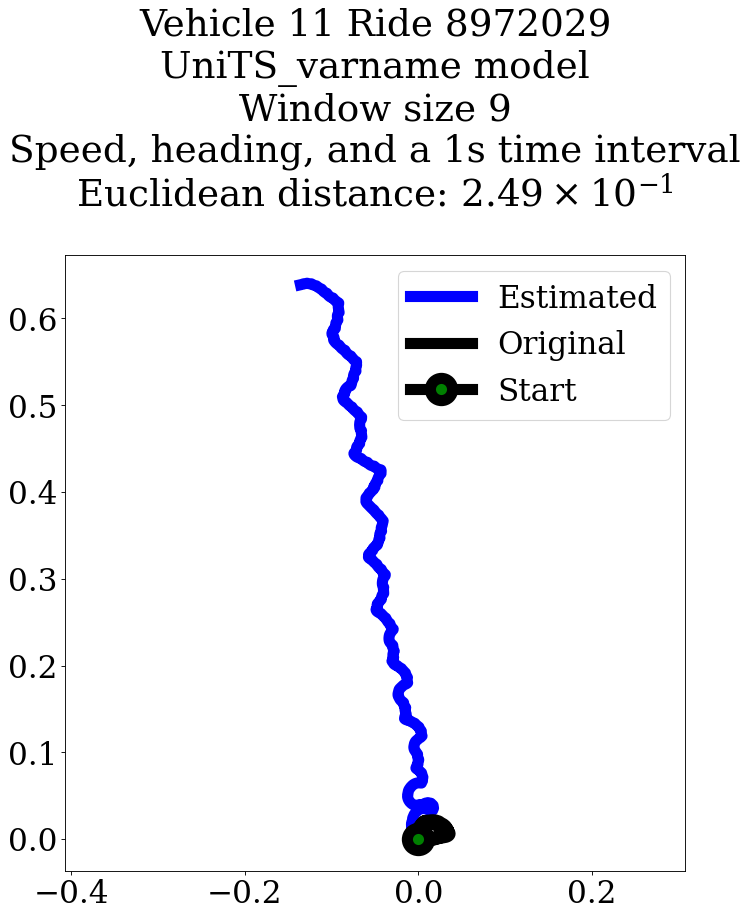 Vehicle 11 Ride 8972029
UniTS_varname model
Window size 9
Speed, heading, and a 1s time interval
Euclidean distance: 2.49 × 10⁻¹
Estimated
Original
Start
0.6
0.5
0.4
0.3
0.2
0.1
0.0
−0.4 −0.2 0.0 0.2